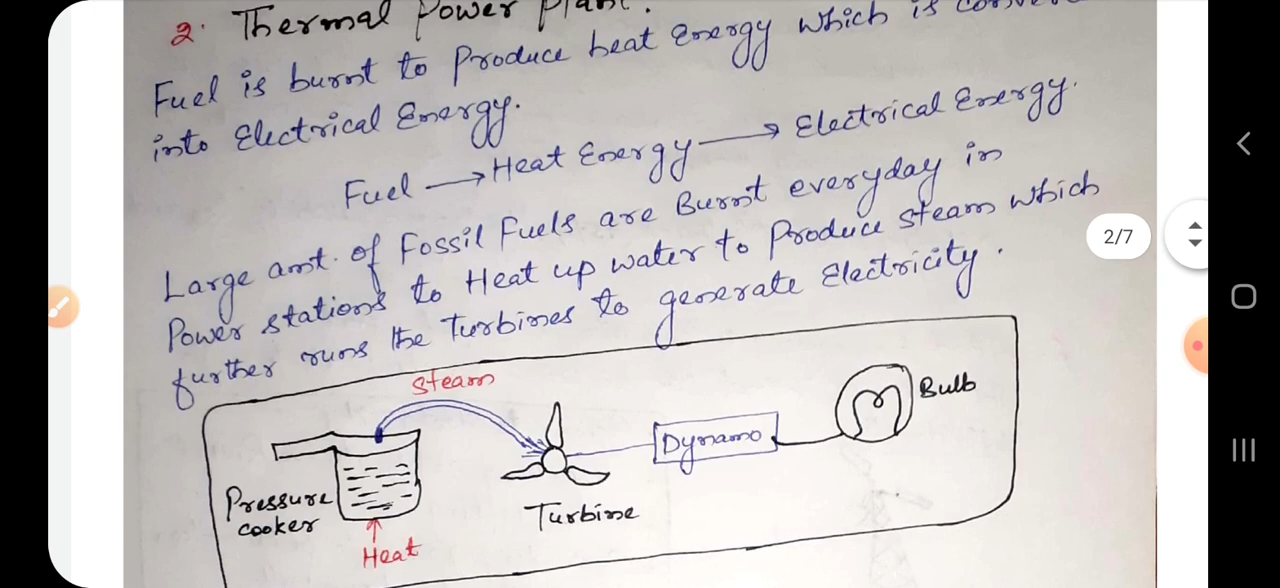 2. Thermal Power Plant.
Fuel is burnt to Produce heat Energy which is
into Electrical Energy.
Fuel → Heat Energy → Electrical Energy.
Large amt. of Fossil Fuels are Burnt everyday in
Power stations to Heat up water to Produce steam which
further runs the Turbines to generate Electricity.
2/7
Steam
Bulb
Dynamo
Pressure
cooker
Turbine
Heat